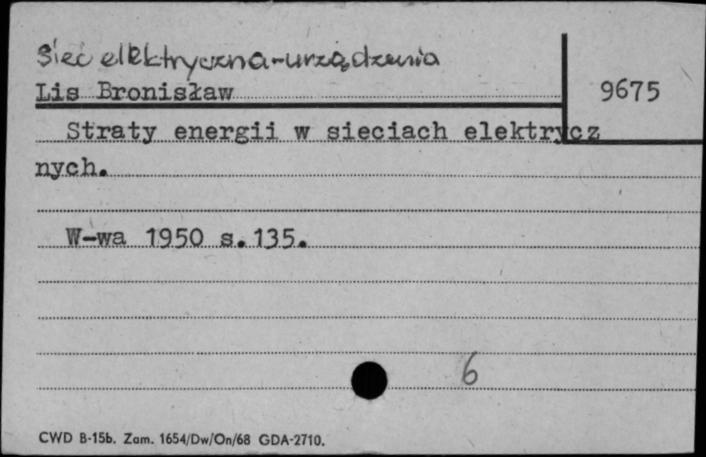 Sieć elektryczna-urządzenia
Lis Bronisław
9675
Straty energii w sieciach elektrycz
nych.
W-wa 1950 s.135.
6
CWD B-15b. Zam. 1654/Dw/On/68 GDA-2710.